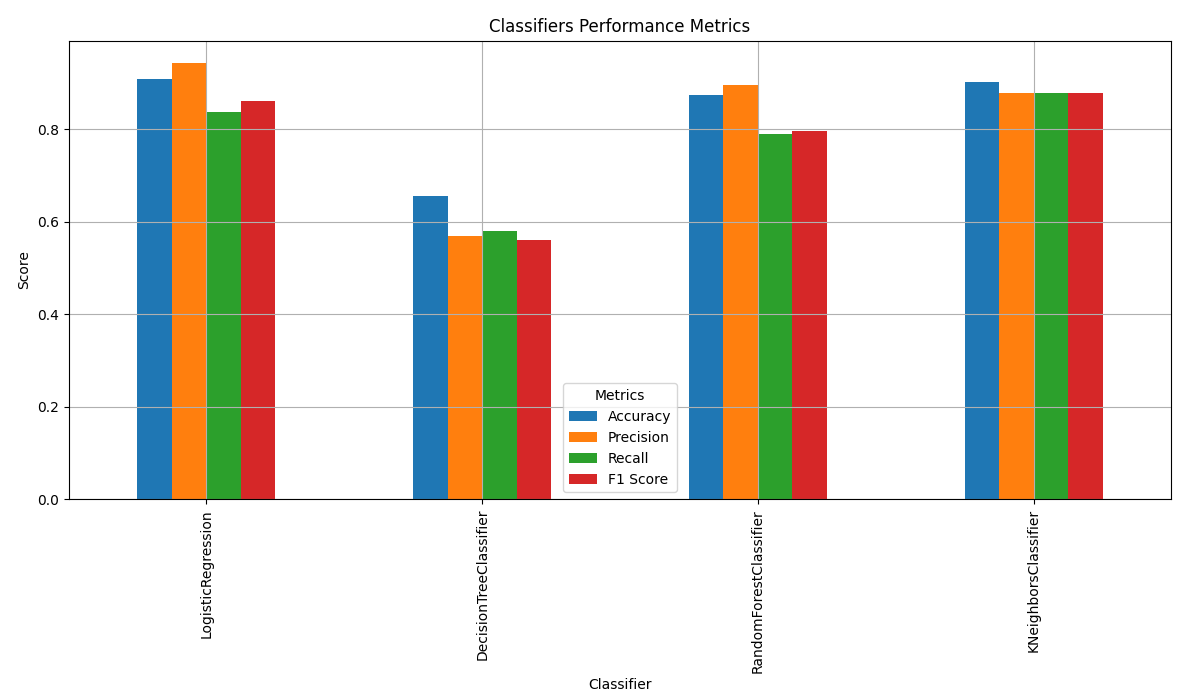 Classifiers Performance Metrics
Score
0.8
0.6
0.4
0.2
0.0
Metrics
Accuracy
Precision
Recall
F1 Score
LogisticRegression
DecisionTreeClassifier
RandomForestClassifier
KNeighborsClassifier
Classifier